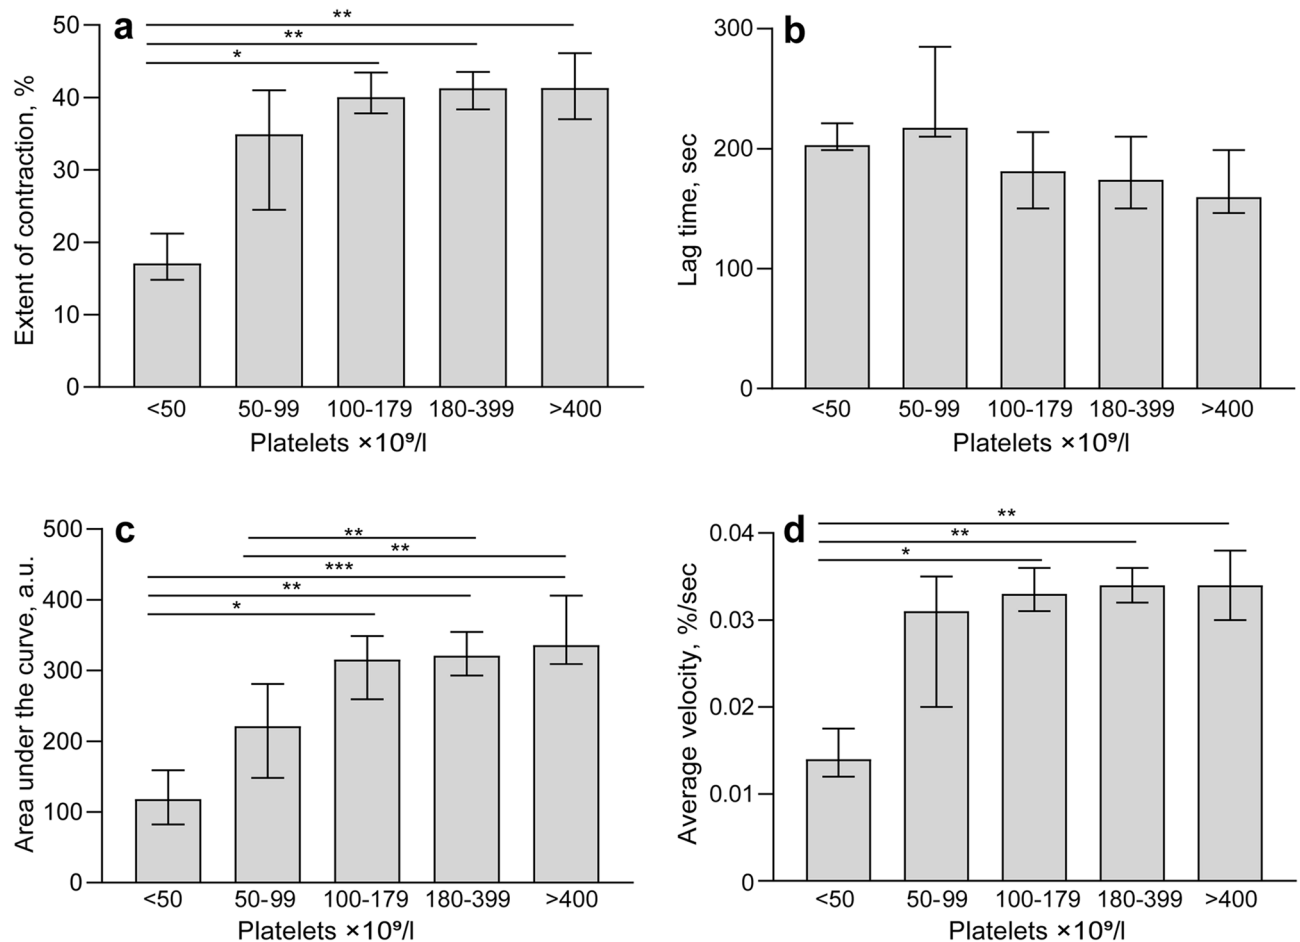 a
**
**
*
50
40
30
20
10
0
Extent of contraction, %
<50 50-99 100-179 180-399 >400
Platelets ×10⁹/l
b
300
200
100
0
Lag time, sec
<50 50-99 100-179 180-399 >400
Platelets ×10⁹/l
c
**
**
***
**
*
500
400
300
200
100
0
Area under the curve, a.u.
<50 50-99 100-179 180-399 >400
Platelets ×10⁹/l
d
**
**
*
0.04
0.03
0.02
0.01
0
Average velocity, %/sec
<50 50-99 100-179 180-399 >400
Platelets ×10⁹/l